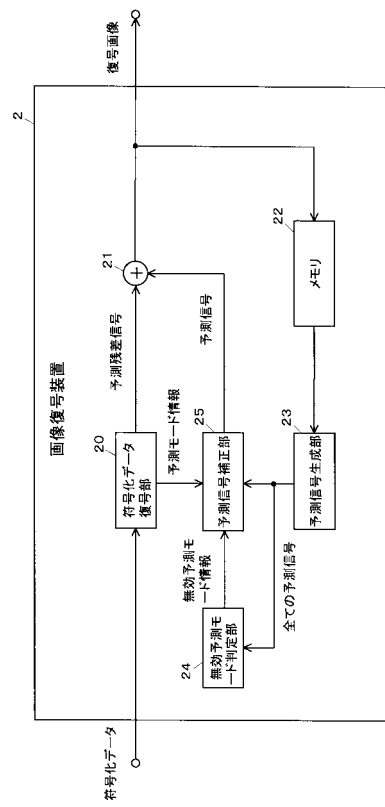 画像復号装置
2
符号化データ
20
符号化データ
復号部
予測残差信号
21
復号画像
予測モード情報
予測信号
無効予測モ
ード情報
25
予測信号補正部
22
メモリ
24
無効予測モ
ード判定部
全ての予測信号
23
予測信号生成部